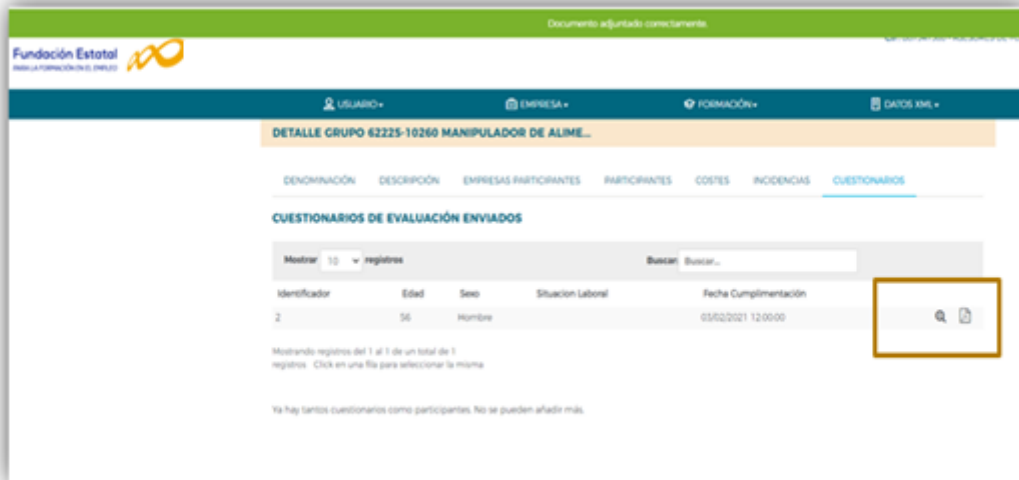 Documento adjuntado correctamente.
Fundación Estatal
PARA LA FORMACIÓN EN EL EMPLEO
USUARIO
EMPRESA
FORMACIÓN
DATOS XML
DETALLE GRUPO 62225-10260 MANIPULADOR DE ALIME...
DENOMINACIÓN DESCRIPCIÓN EMPRESAS PARTICIPANTES PARTICIPANTES COSTES INCIDENCIAS CUESTIONARIOS
CUESTIONARIOS DE EVALUACIÓN ENVIADOS
Mostrar 10 registros Buscar: Buscar...
Identificador Edad Sexo Situacion Laboral Fecha Cumplimentación
2 56 Hombre 03/02/2021 12:00:00
Mostrando registros del 1 al 1 de un total de 1
registros Click en una fila para seleccionar la misma
Ya hay tantos cuestionarios como participantes. No se pueden añadir más.